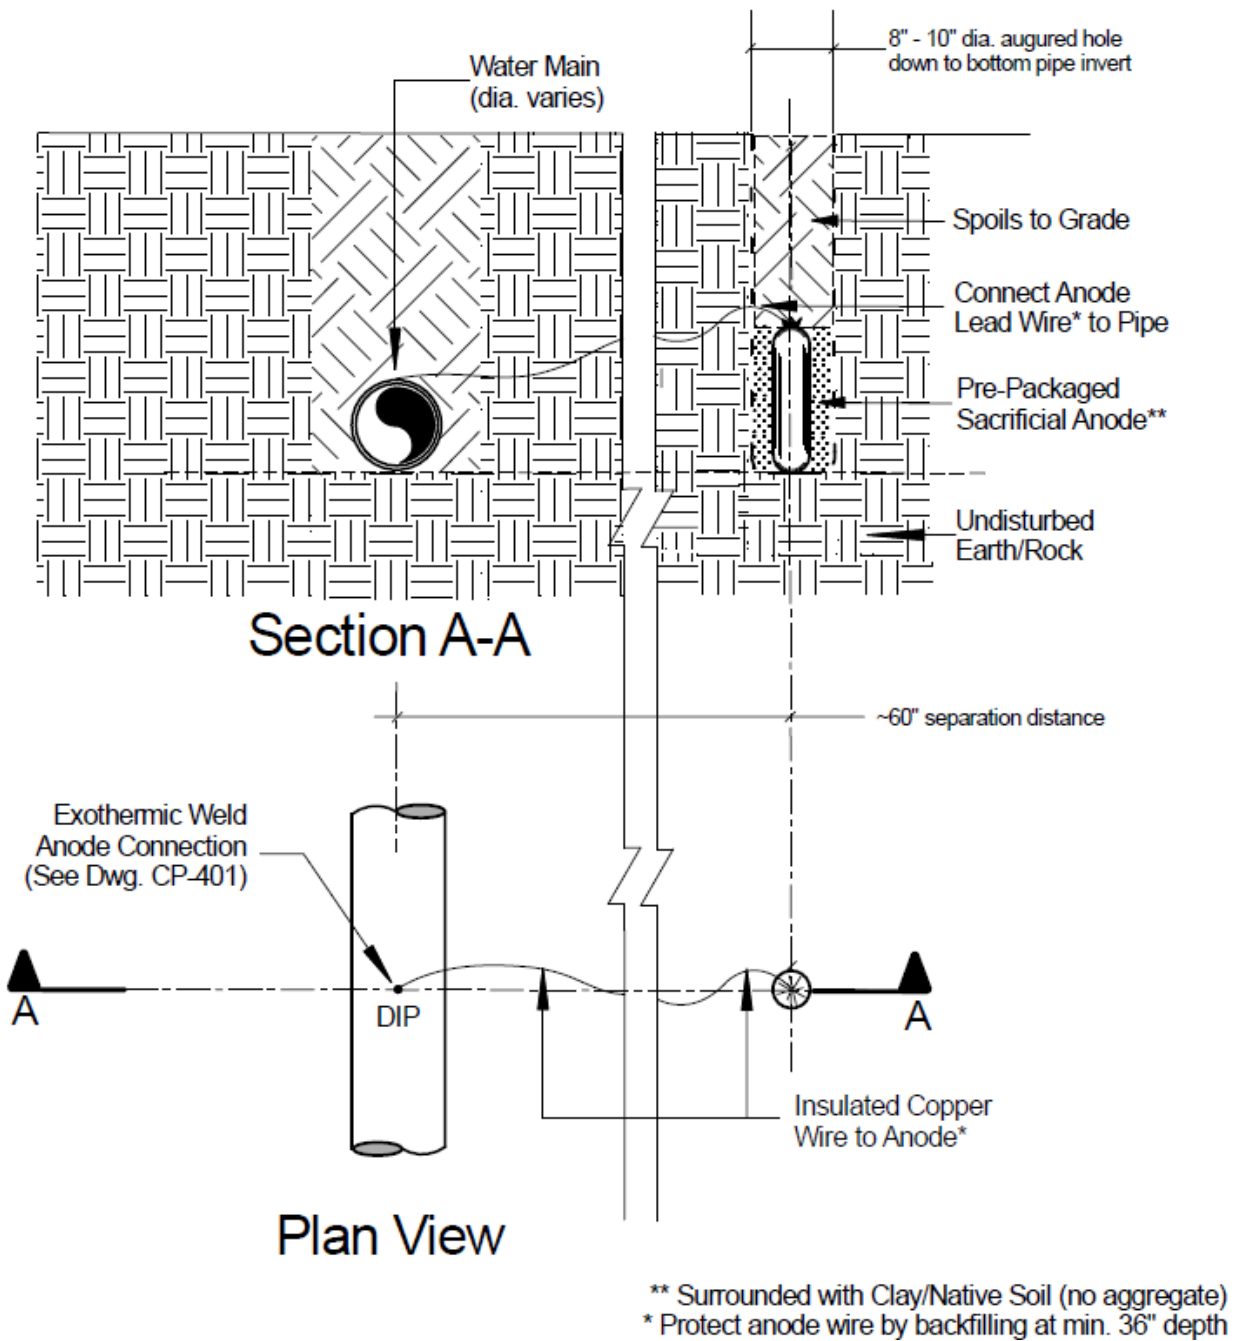 8" - 10" dia. augured hole
down to bottom pipe invert
Water Main
(dia. varies)
Spoils to Grade
Connect Anode
Lead Wire* to Pipe
Pre-Packaged
Sacrificial Anode**
Undisturbed
Earth/Rock
Section A-A
~60" separation distance
Exothermic Weld
Anode Connection
(See Dwg. CP-401)
A
DIP
A
Insulated Copper
Wire to Anode*
Plan View
** Surrounded with Clay/Native Soil (no aggregate)
* Protect anode wire by backfilling at min. 36" depth